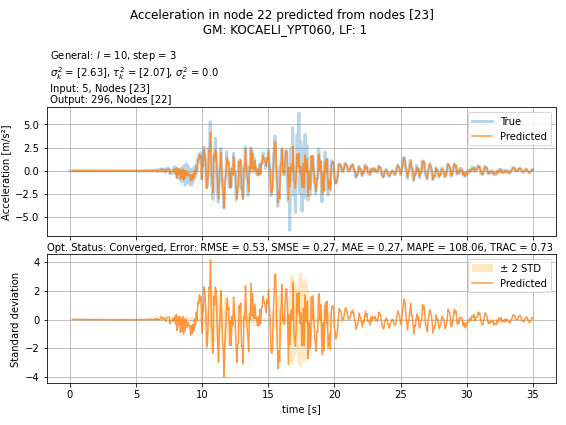 Acceleration in node 22 predicted from nodes [23]
GM: KOCAELI_YPT060, LF: 1
General: l = 10, step = 3
σ²ₖ = [2.63], τ²ₖ = [2.07], σ²ε = 0.0
Input: 5, Nodes [23]
Output: 296, Nodes [22]
True
Predicted
Acceleration [m/s²]
5.0
2.5
0.0
−2.5
−5.0
Opt. Status: Converged, Error: RMSE = 0.53, SMSE = 0.27, MAE = 0.27, MAPE = 108.06, TRAC = 0.73
± 2 STD
Predicted
Standard deviation
4
2
0
−2
−4
0 5 10 15 20 25 30 35
time [s]